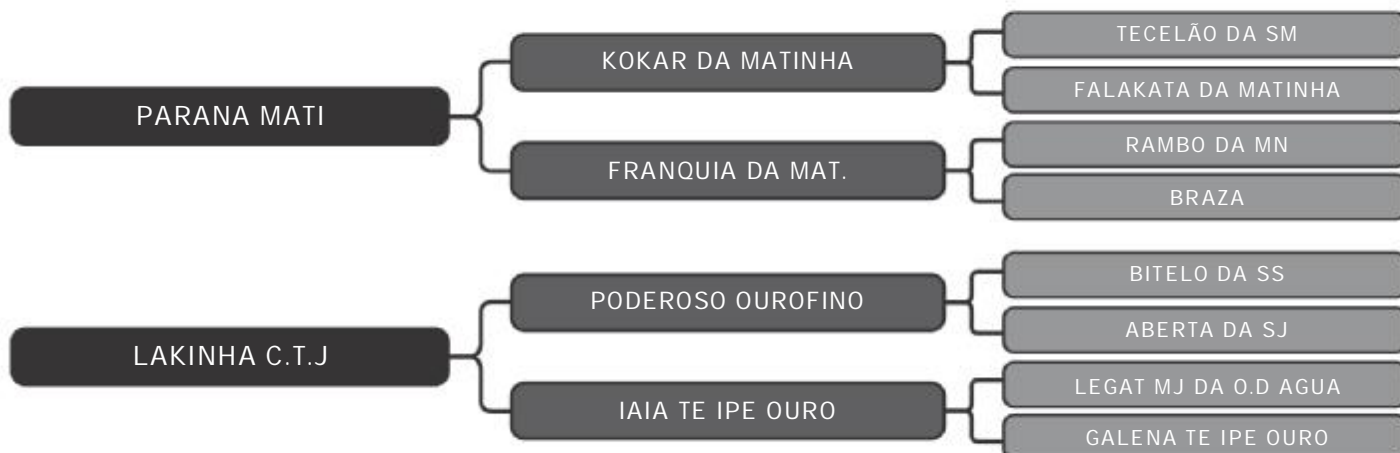 TECELÃO DA SM
KOKAR DA MATINHA
FALAKATA DA MATINHA
PARANA MATI
RAMBO DA MN
FRANQUIA DA MAT.
BRAZA
BITELO DA SS
PODEROSO OUROFINO
ABERTA DA SJ
LAKINHA C.T.J
LEGAT MJ DA O.D AGUA
IAIA TE IPE OURO
GALENA TE IPE OURO